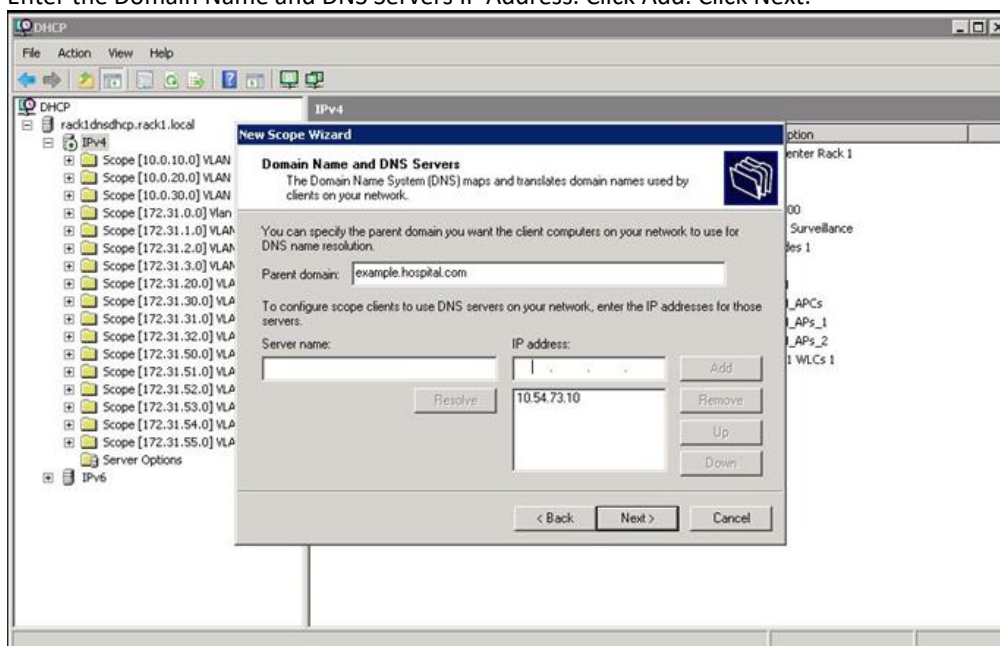 Enter the Domain Name and DNS Servers IP Address. Click Add. Click Next.
DHCP
File Action View Help
DHCP
rack1dnsdhcp.rack1.local
IPv4
Scope [10.0.10.0] VLAN
Scope [10.0.20.0] VLAN
Scope [10.0.30.0] VLAN
Scope [172.31.0.0] Vlan
Scope [172.31.1.0] VLAN
Scope [172.31.2.0] VLAN
Scope [172.31.3.0] VLAN
Scope [172.31.20.0] VLA
Scope [172.31.30.0] VLA
Scope [172.31.31.0] VLA
Scope [172.31.32.0] VLA
Scope [172.31.50.0] VLA
Scope [172.31.51.0] VLA
Scope [172.31.52.0] VLA
Scope [172.31.53.0] VLA
Scope [172.31.54.0] VLA
Scope [172.31.55.0] VLA
Server Options
IPv6
IPv4
New Scope Wizard
Domain Name and DNS Servers
The Domain Name System (DNS) maps and translates domain names used by
clients on your network.
You can specify the parent domain you want the client computers on your network to use for
DNS name resolution.
Parent domain: example.hospital.com
To configure scope clients to use DNS servers on your network, enter the IP addresses for those
servers.
Server name: IP address:
Add
Resolve 10.54.73.10 Remove
Up
Down
< Back Next > Cancel
ption
enter Rack 1
00
Surveillance
des 1
I_APCs
I_APs_1
I_APs_2
1 WLCs 1